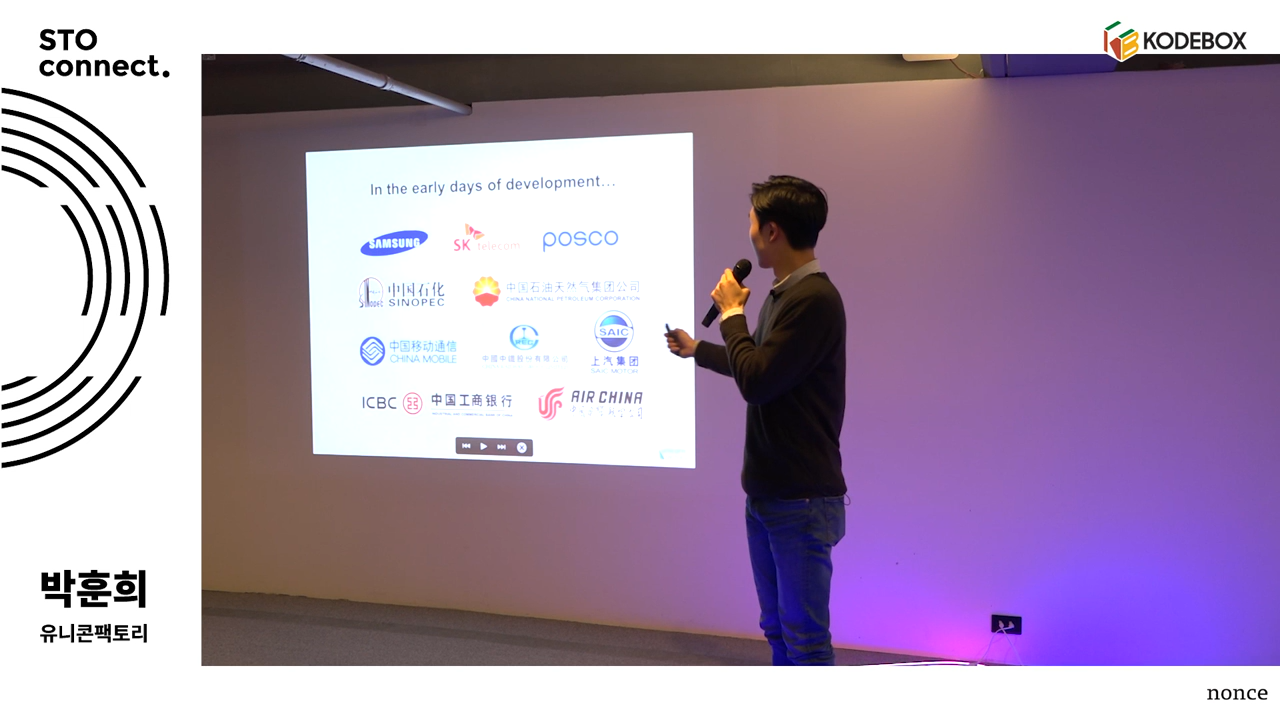 STO
connect.
KODEBOX
In the early days of development...
SAMSUNG
SK telecom
posco
中国石化
SINOPEC
中国石油天然气集团公司
CHINA NATIONAL PETROLEUM CORPORATION
中国移动通信
CHINA MOBILE
SAIC
上汽集团
SAIC MOTOR
ICBC 中国工商银行
AIR CHINA
박훈희
유니콘팩토리
nonce